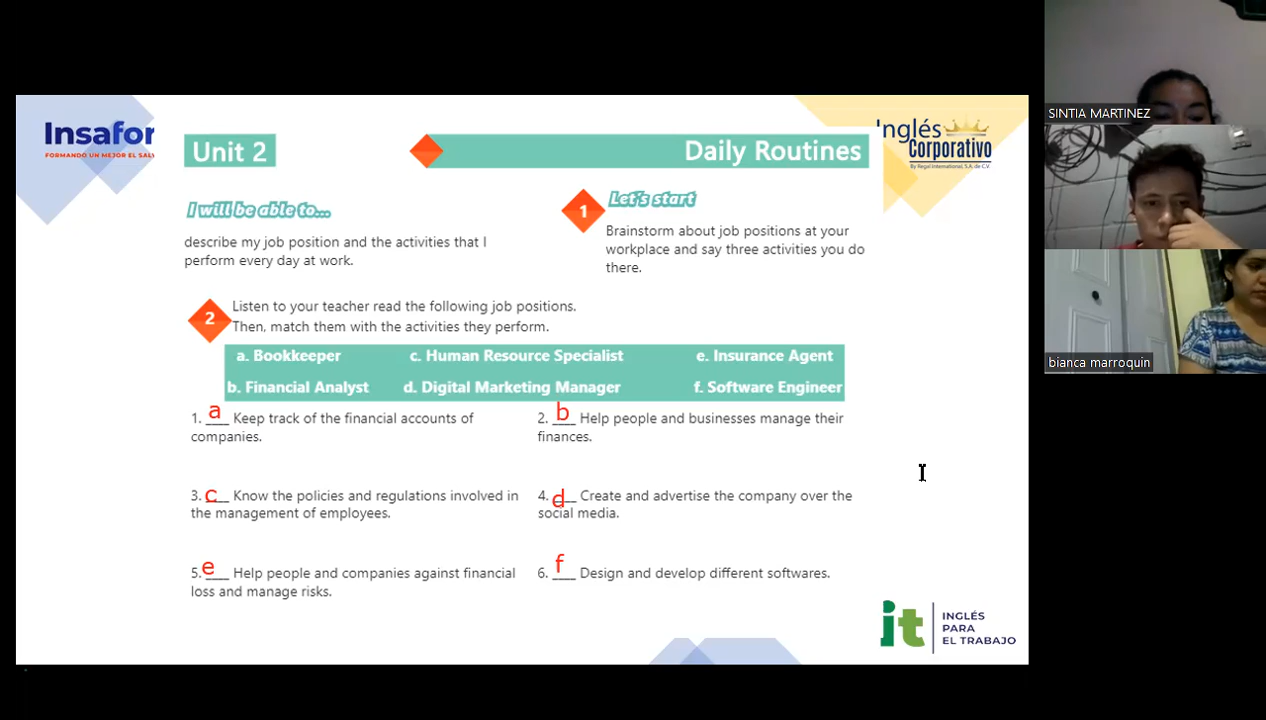 Insafor
FORMANDO UN MEJOR EL SALV
Unit 2
Daily Routines
Inglés
Corporativo
By Regal International, S.A. de C.V.
I will be able to...
describe my job position and the activities that I
perform every day at work.
1
Let's start
Brainstorm about job positions at your
workplace and say three activities you do
there.
2
Listen to your teacher read the following job positions.
Then, match them with the activities they perform.
a. Bookkeeper c. Human Resource Specialist e. Insurance Agent
b. Financial Analyst d. Digital Marketing Manager f. Software Engineer
1. a Keep track of the financial accounts of
companies.
2. b Help people and businesses manage their
finances.
3. c Know the policies and regulations involved in
the management of employees.
4. d Create and advertise the company over the
social media.
5. e Help people and companies against financial
loss and manage risks.
6. f Design and develop different softwares.
it
INGLÉS
PARA
EL TRABAJO
SINTIA MARTINEZ
bianca marroquin